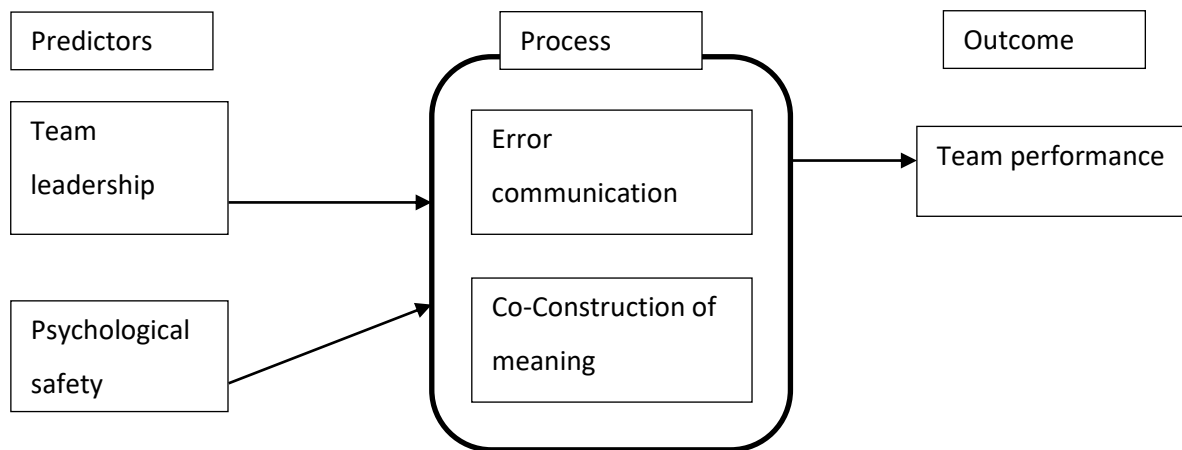 Predictors
Process
Outcome
Team
leadership
Error
communication
Team performance
Psychological
safety
Co-Construction of
meaning